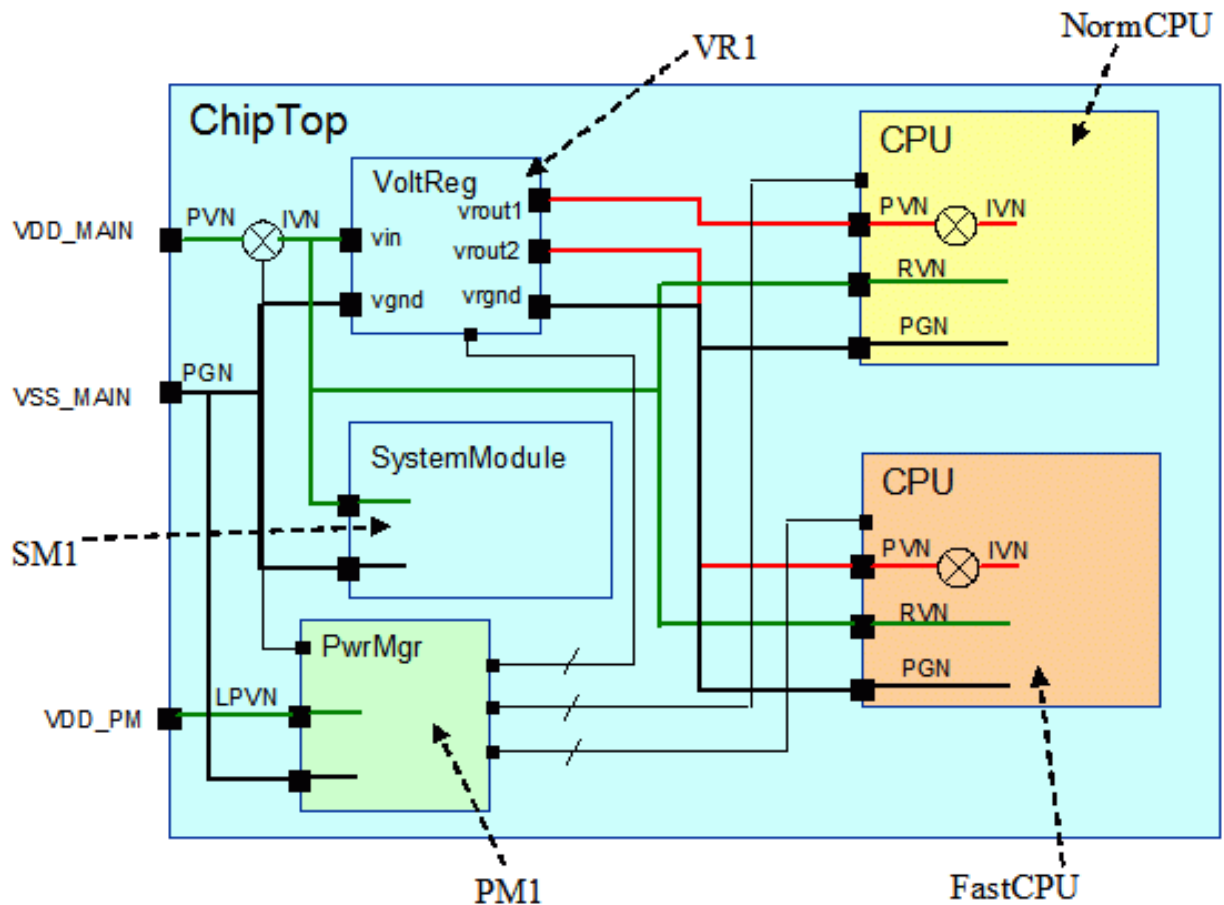 NormCPU
VR1
ChipTop
CPU
VoltReg
vrout1
PVN
IVN
PVN
IVN
VDD_MAIN
vin
vrout2
RVN
vgnd
vrgnd
PGN
PGN
VSS_MAIN
SystemModule
CPU
SM1
PVN
IVN
RVN
PwrMgr
PGN
LPVN
VDD_PM
PM1
FastCPU